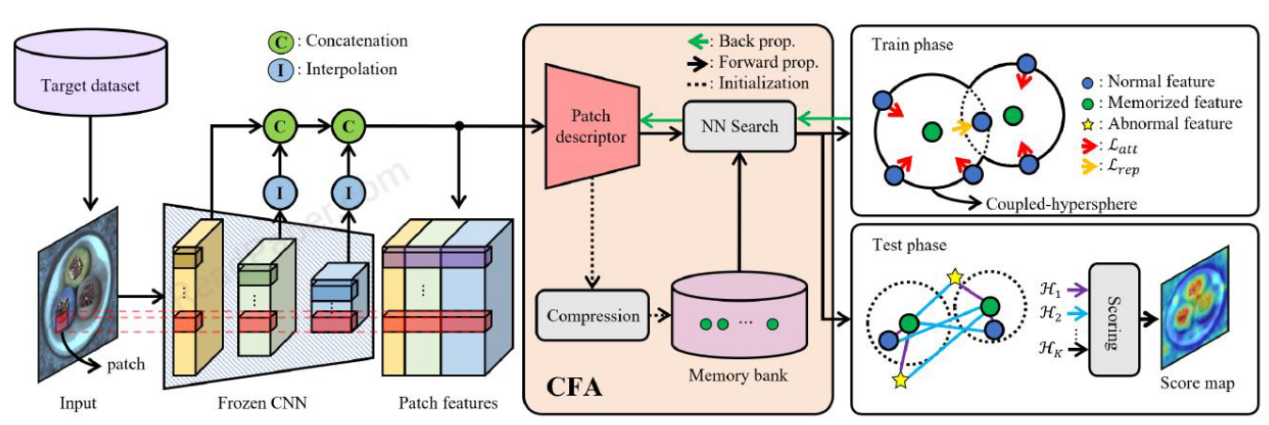 Target dataset
C : Concatenation
I : Interpolation
C
C
I
I
Input
patch
Frozen CNN
Patch features
: Back prop.
: Forward prop.
: Initialization
Patch
descriptor
NN Search
Compression
Memory bank
CFA
Train phase
: Normal feature
: Memorized feature
: Abnormal feature
: ℒatt
: ℒrep
Coupled-hypersphere
Test phase
ℋ1
ℋ2
ℋK
Scoring
Score map